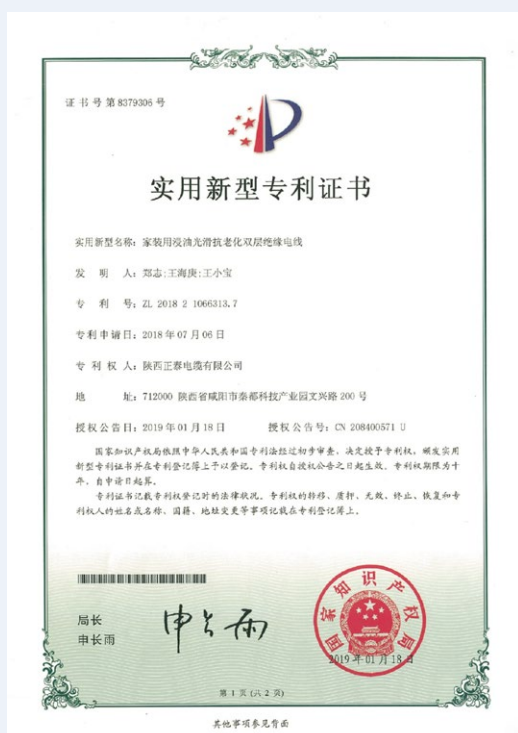 证书号第8379306号
实用新型专利证书
实用新型名称：家装用浸油光滑抗老化双层绝缘电线
发 明 人：郑志;王海庚;王小宝
专 利 号：ZL 2018 2 1066313.7
专利申请日：2018年07月06日
专 利 权 人：陕西正泰电缆有限公司
地 址：712000 陕西省咸阳市秦都科技产业园文兴路200号
授权公告日：2019年01月18日 授权公告号：CN 208400571 U
国家知识产权局依照中华人民共和国专利法经过初步审查，决定授予专利权，颁发实用
新型专利证书并在专利登记簿上予以登记。专利权自授权公告之日起生效。专利权期限为十
年，自申请日起算。
专利证书记载专利权登记时的法律状况。专利权的转移、质押、无效、终止、恢复和专
利权人的姓名或名称、国籍、地址变更等事项记载在专利登记簿上。
局长
申长雨
申长雨
国家知识产权局
2019年01月18日
第 1 页 (共 2 页)
其他事项参见背面